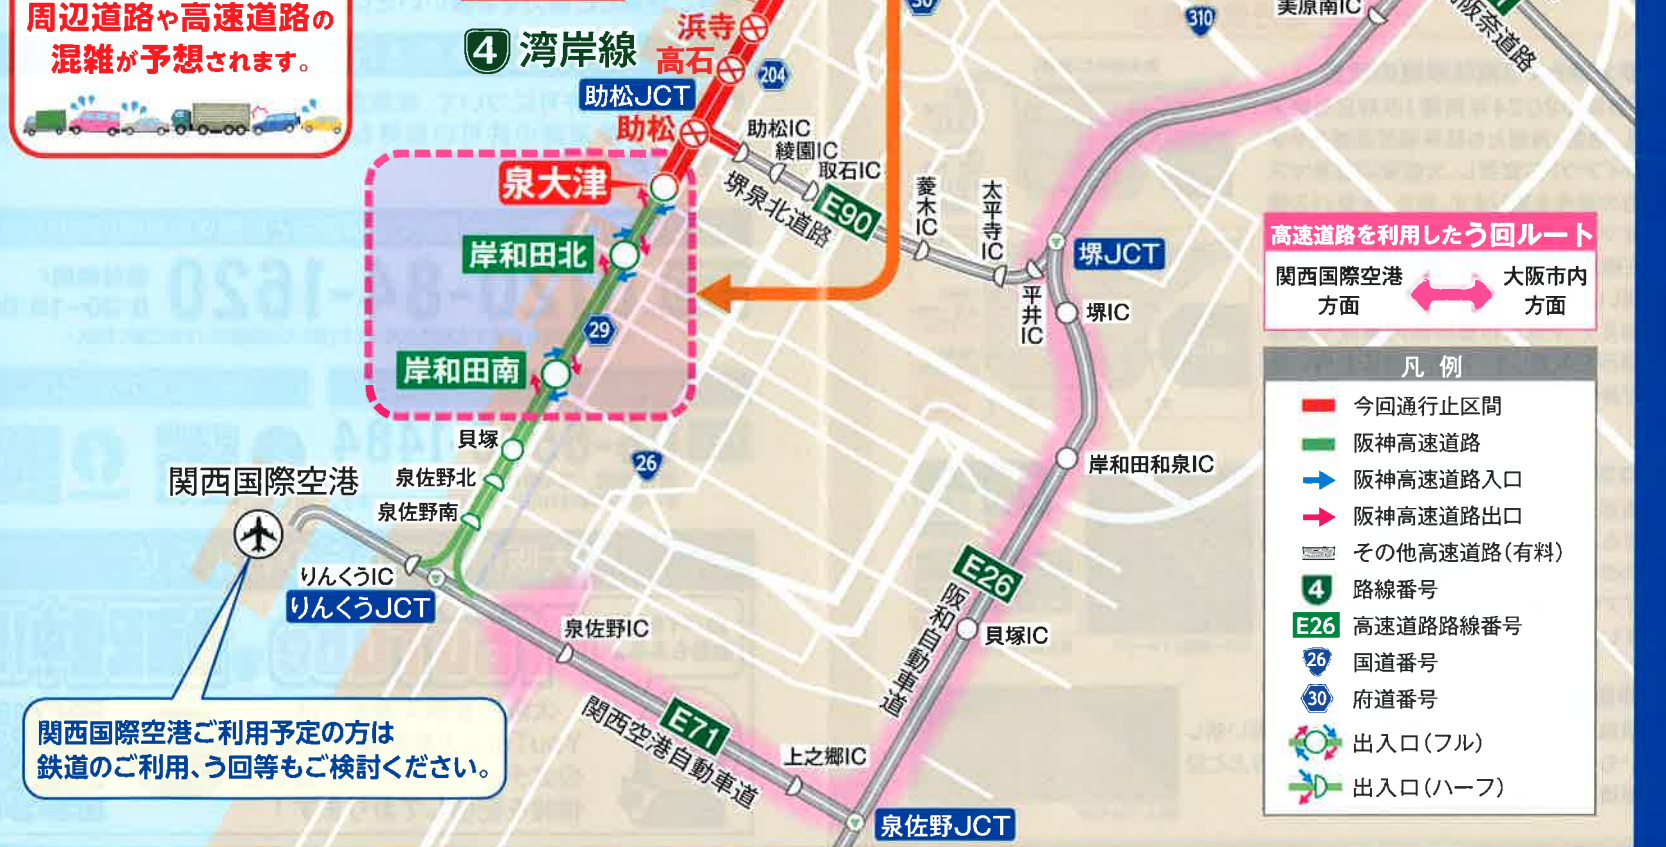 周辺道路や高速道路の
混雑が予想されます。
4 湾岸線
浜寺
高石
204
助松JCT
助松
助松IC
綾園IC
取石IC
堺泉北道路
E90
菱木IC
太平寺IC
平井IC
堺JCT
堺IC
310
美原南IC
阪奈道路
泉大津
岸和田北
29
岸和田南
貝塚
泉佐野北
泉佐野南
26
関西国際空港
りんくうIC
りんくうJCT
泉佐野IC
E71
関西空港自動車道
上之郷IC
泉佐野JCT
岸和田和泉IC
E26
阪和自動車道
貝塚IC
関西国際空港ご利用予定の方は
鉄道のご利用、う回等もご検討ください。
高速道路を利用したう回ルート
関西国際空港
方面
大阪市内
方面
凡例
今回通行止区間
阪神高速道路
阪神高速道路入口
阪神高速道路出口
その他高速道路(有料)
4 路線番号
E26 高速道路路線番号
26 国道番号
30 府道番号
出入口(フル)
出入口(ハーフ)